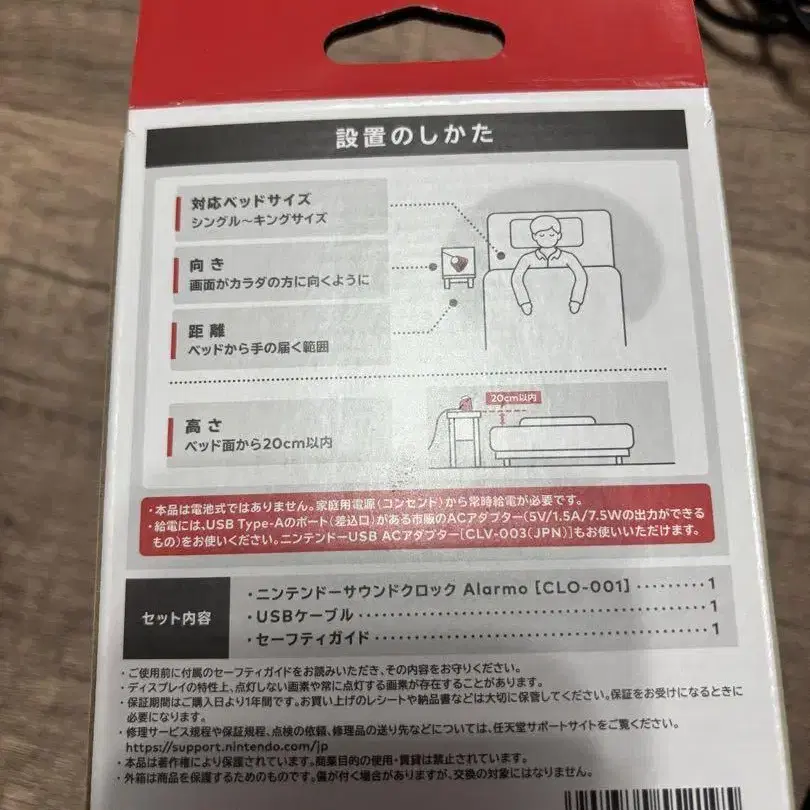 設置のしかた
対応ベッドサイズ
シングル〜キングサイズ
向き
画面がカラダの方に向くように
距離
ベッドから手の届く範囲
高さ
ベッド面から20cm以内
20cm以内
・本品は電池式ではありません。家庭用電源(コンセント)から常時給電が必要です。
・給電には、USB Type-Aのポート(差込口)がある市販のACアダプター(5V/1.5A/7.5Wの出力ができる
もの)をお使いください。ニンテンドーUSB ACアダプター[CLV-003(JPN)]もお使いいただけます。
セット内容
・ニンテンドーサウンドクロック Alarmo [CLO-001] ・・・・・・・・・ 1
・USBケーブル ・・・・・・・・・・・・・・・・・・・・・・・・・・・・・・・・・・・ 1
・セーフティガイド ・・・・・・・・・・・・・・・・・・・・・・・・・・・・・・・・・ 1
・ご使用前に付属のセーフティガイドをお読みいただき、その内容をお守りください。
・ディスプレイの特性上、点灯しない画素や常に点灯する画素が存在することがあります。
・保証期間はご購入日より1年間です。お買い上げのレシートや納品書などは大切に保管してください。保証をお受けになるときに
必要になります。
・修理サービス規程や保証規程、点検の依頼、修理品の送り先などについては、任天堂サポートサイトをご覧ください。
https://support.nintendo.com/jp
・本品は著作権により保護されています。商業目的の使用・賃貸は禁止されています。
・外箱は商品を保護するためのものです。傷が付く場合がありますが、交換の対象にはなりません。